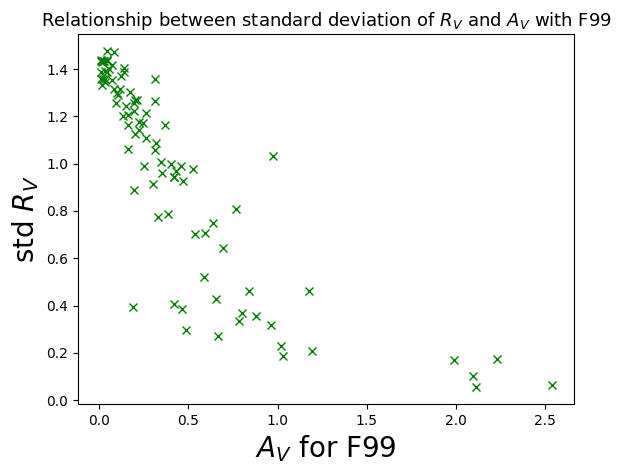 Relationship between standard deviation of $R_V$ and $A_V$ with F99
std $R_V$
1.4
1.2
1.0
0.8
0.6
0.4
0.2
0.0
0.0 0.5 1.0 1.5 2.0 2.5
$A_V$ for F99